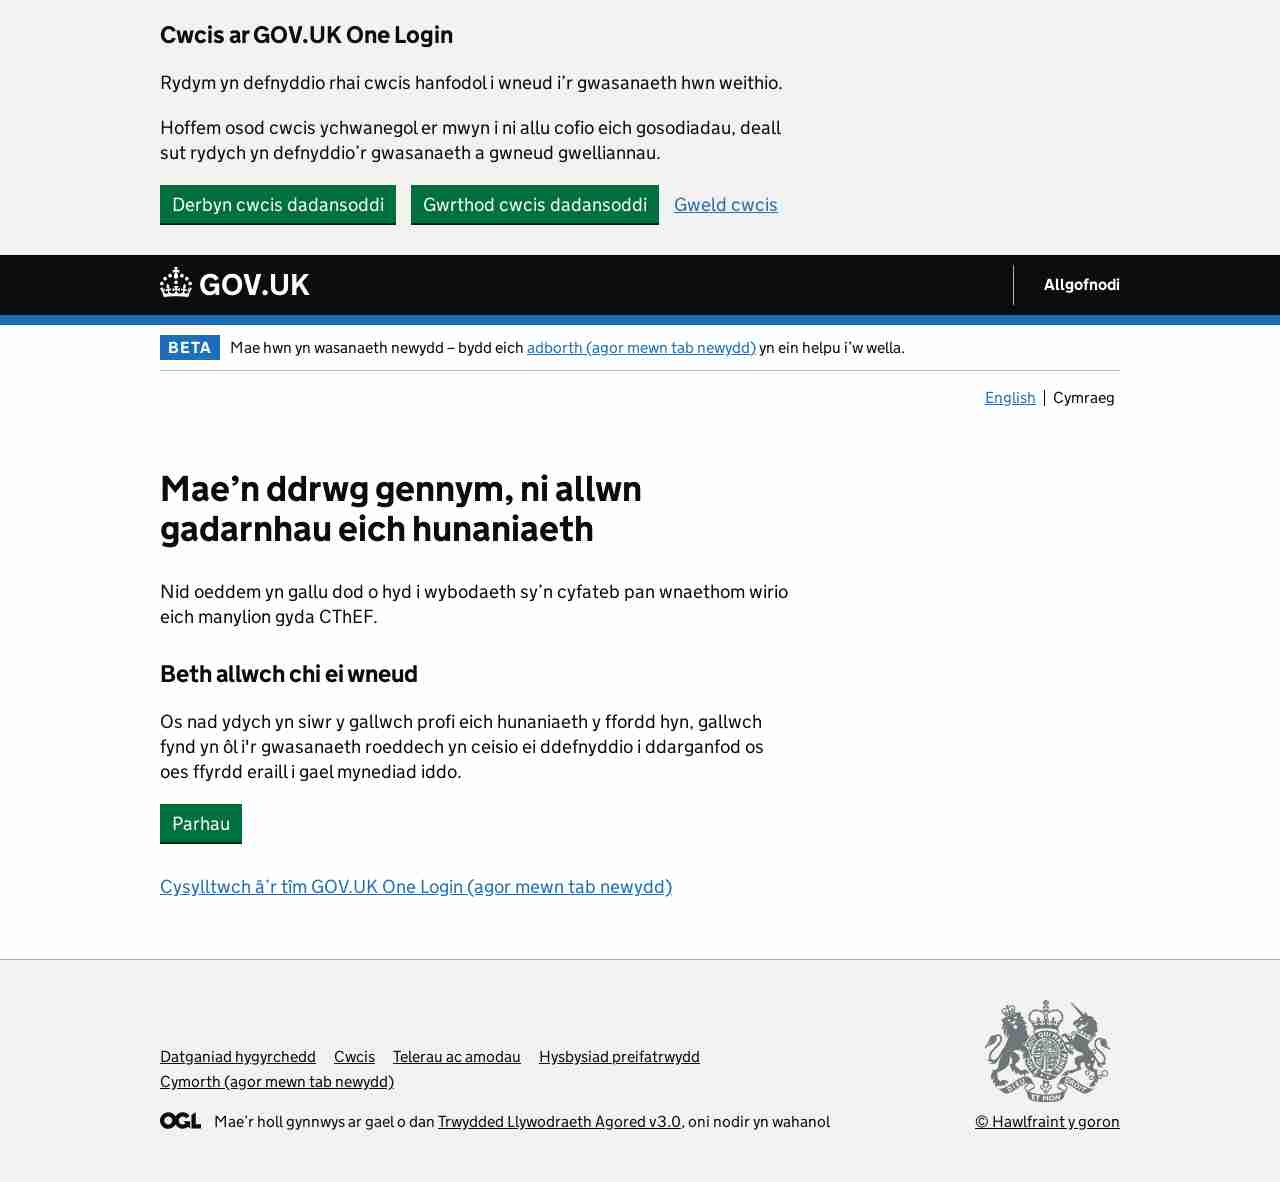 Cwcis ar GOV.UK One Login
Rydym yn defnyddio rhai cwcis hanfodol i wneud i’r gwasanaeth hwn weithio.
Hoffem osod cwcis ychwanegol er mwyn i ni allu cofio eich gosodiadau, deall
sut rydych yn defnyddio’r gwasanaeth a gwneud gwelliannau.
Derbyn cwcis dadansoddi Gwrthod cwcis dadansoddi Gweld cwcis
GOV.UK Allgofnodi
BETA Mae hwn yn wasanaeth newydd – bydd eich adborth (agor mewn tab newydd) yn ein helpu i’w wella.
English Cymraeg
Mae’n ddrwg gennym, ni allwn
gadarnhau eich hunaniaeth
Nid oeddem yn gallu dod o hyd i wybodaeth sy’n cyfateb pan wnaethom wirio
eich manylion gyda CThEF.
Beth allwch chi ei wneud
Os nad ydych yn siwr y gallwch profi eich hunaniaeth y ffordd hyn, gallwch
fynd yn ôl i'r gwasanaeth roeddech yn ceisio ei ddefnyddio i ddarganfod os
oes ffyrdd eraill i gael mynediad iddo.
Parhau
Cysylltwch â’r tîm GOV.UK One Login (agor mewn tab newydd)
Datganiad hygyrchedd Cwcis Telerau ac amodau Hysbysiad preifatrwydd
Cymorth (agor mewn tab newydd)
OGL Mae’r holl gynnwys ar gael o dan Trwydded Llywodraeth Agored v3.0, oni nodir yn wahanol
© Hawlfraint y goron